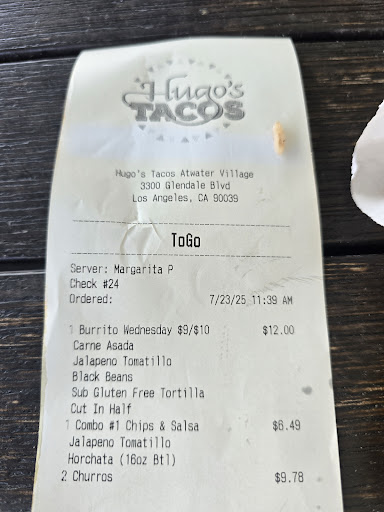 Hugo's
TACOS
Hugo's Tacos Atwater Village
3300 Glendale Blvd
Los Angeles, CA 90039
ToGo
Server: Margarita P
Check #24
Ordered: 7/23/25 11:39 AM
1 Burrito Wednesday $9/$10 $12.00
Carne Asada
Jalapeno Tomatillo
Black Beans
Sub Gluten Free Tortilla
Cut In Half
1 Combo #1 Chips & Salsa $8.49
Jalapeno Tomatillo
Horchata (16oz Btl)
2 Churros $9.78